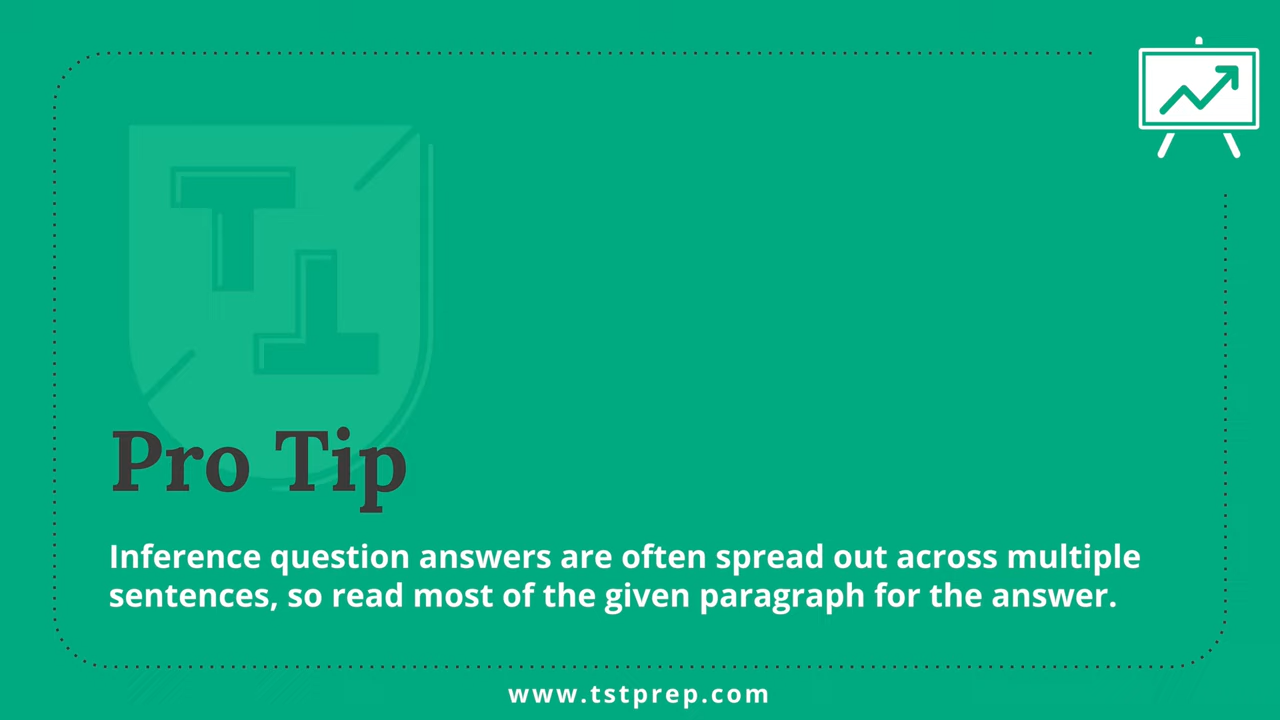 Pro Tip
Inference question answers are often spread out across multiple
sentences, so read most of the given paragraph for the answer.
www.tstprep.com